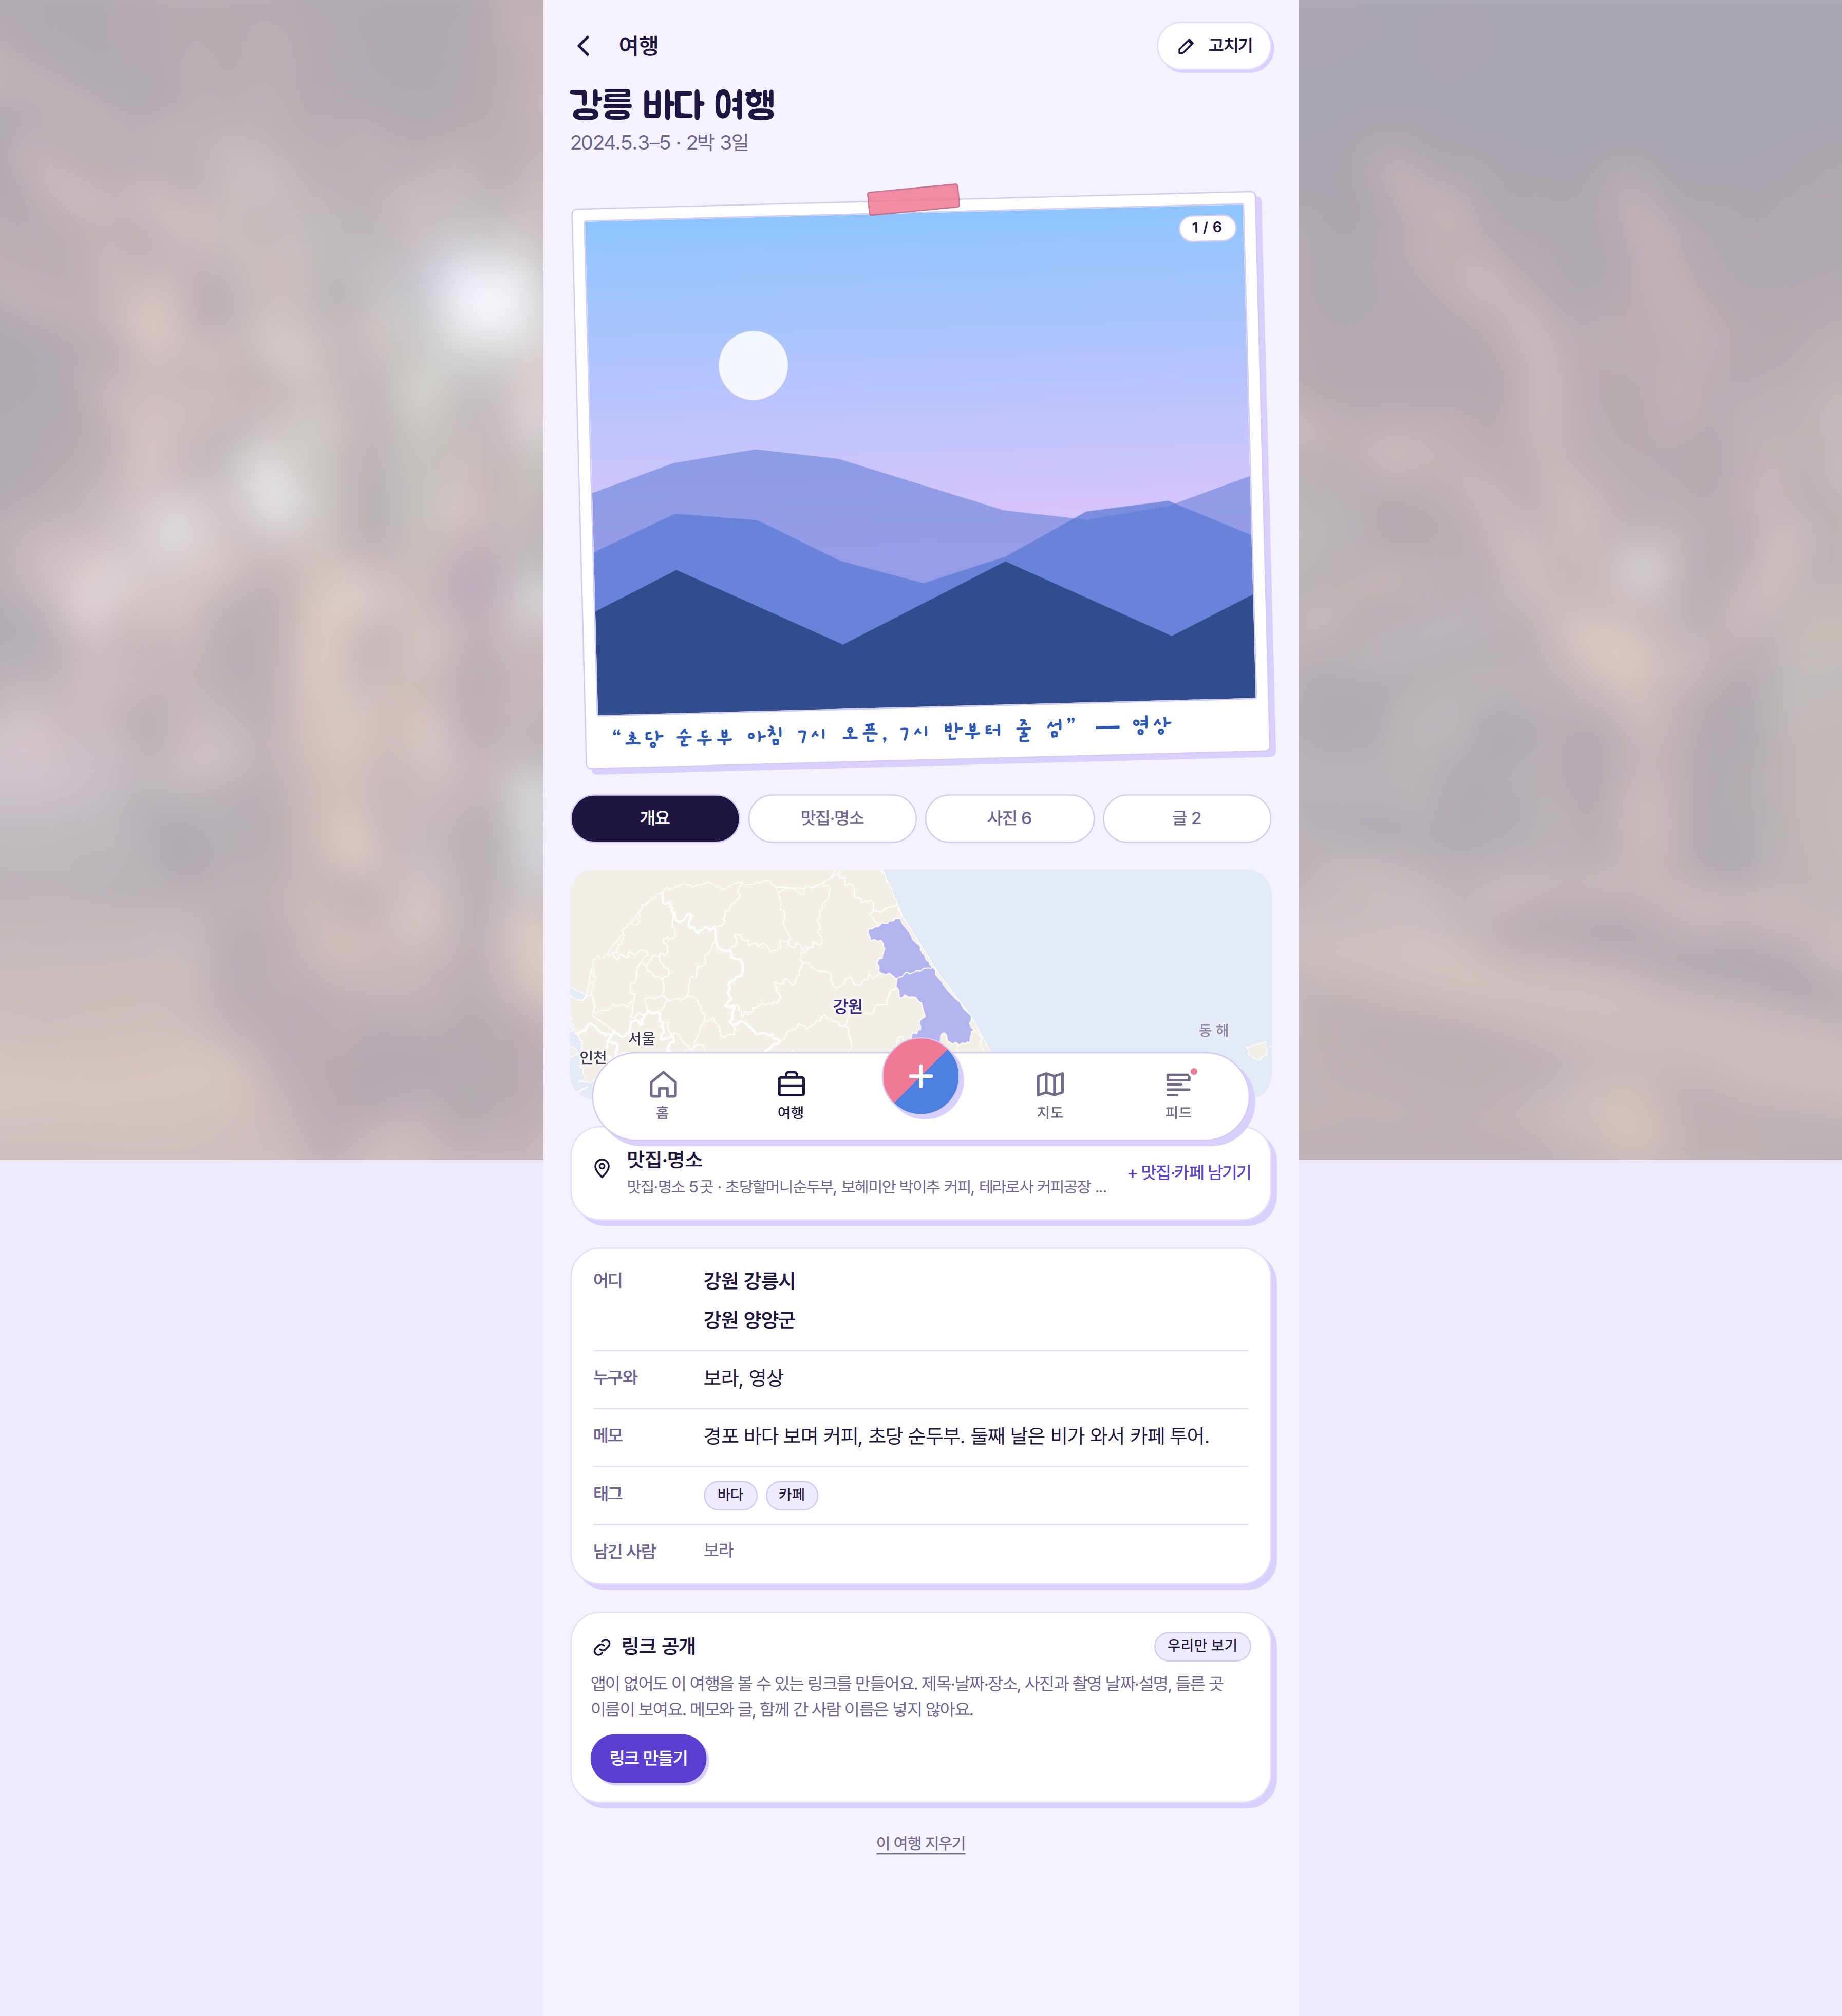 여행
고치기
강릉 바다 여행
2024.5.3–5 · 2박 3일
1 / 6
“초당 순두부 아침 7시 오픈, 7시 반부터 줄 섬” — 영상
개요
맛집·명소
사진 6
글 2
강원
서울
인천
동 해
홈
여행
지도
피드
맛집·명소
맛집·명소 5곳 · 초당할머니순두부, 보헤미안 박이추 커피, 테라로사 커피공장 ...
+ 맛집·카페 남기기
어디
강원 강릉시
강원 양양군
누구와
보라, 영상
메모
경포 바다 보며 커피, 초당 순두부. 둘째 날은 비가 와서 카페 투어.
태그
바다
카페
남긴 사람
보라
링크 공개
우리만 보기
앱이 없어도 이 여행을 볼 수 있는 링크를 만들어요. 제목·날짜·장소, 사진과 촬영 날짜·설명, 들른 곳
이름이 보여요. 메모와 글, 함께 간 사람 이름은 넣지 않아요.
링크 만들기
이 여행 지우기